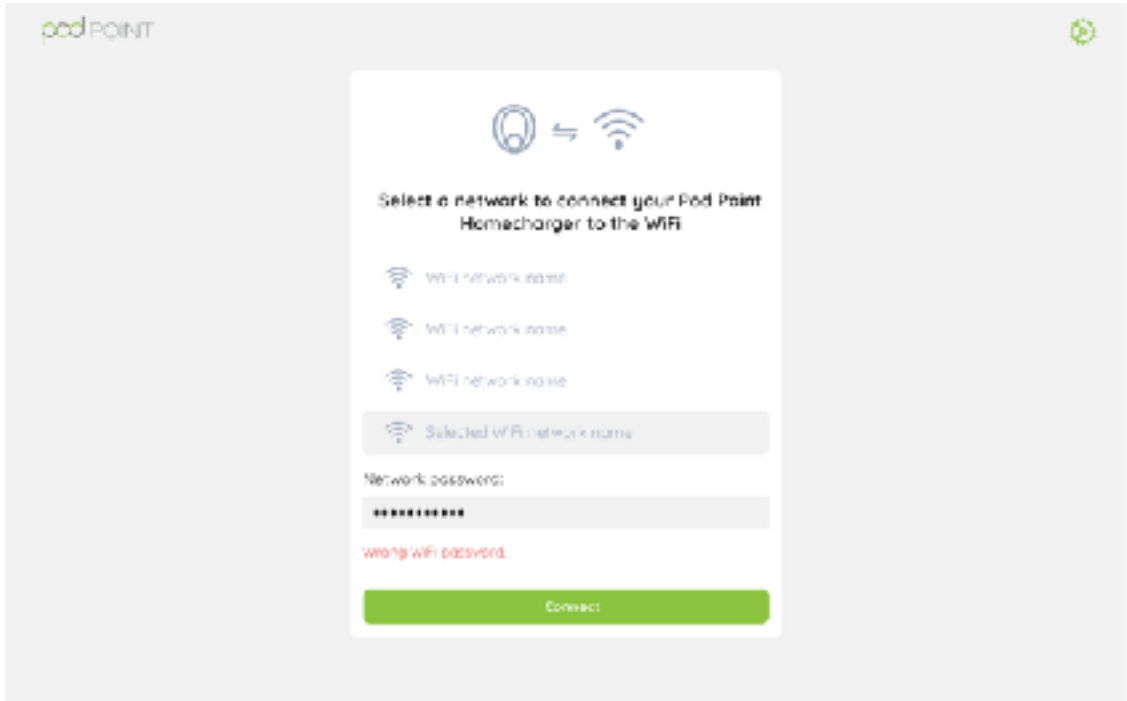 pod POINT
Select a network to connect your Pod Point
Homecharger to the WiFi
WiFi network name
WiFi network name
WiFi network name
Selected WiFi network name
Network password:
•••••••••••
Wrong WiFi password.
Connect